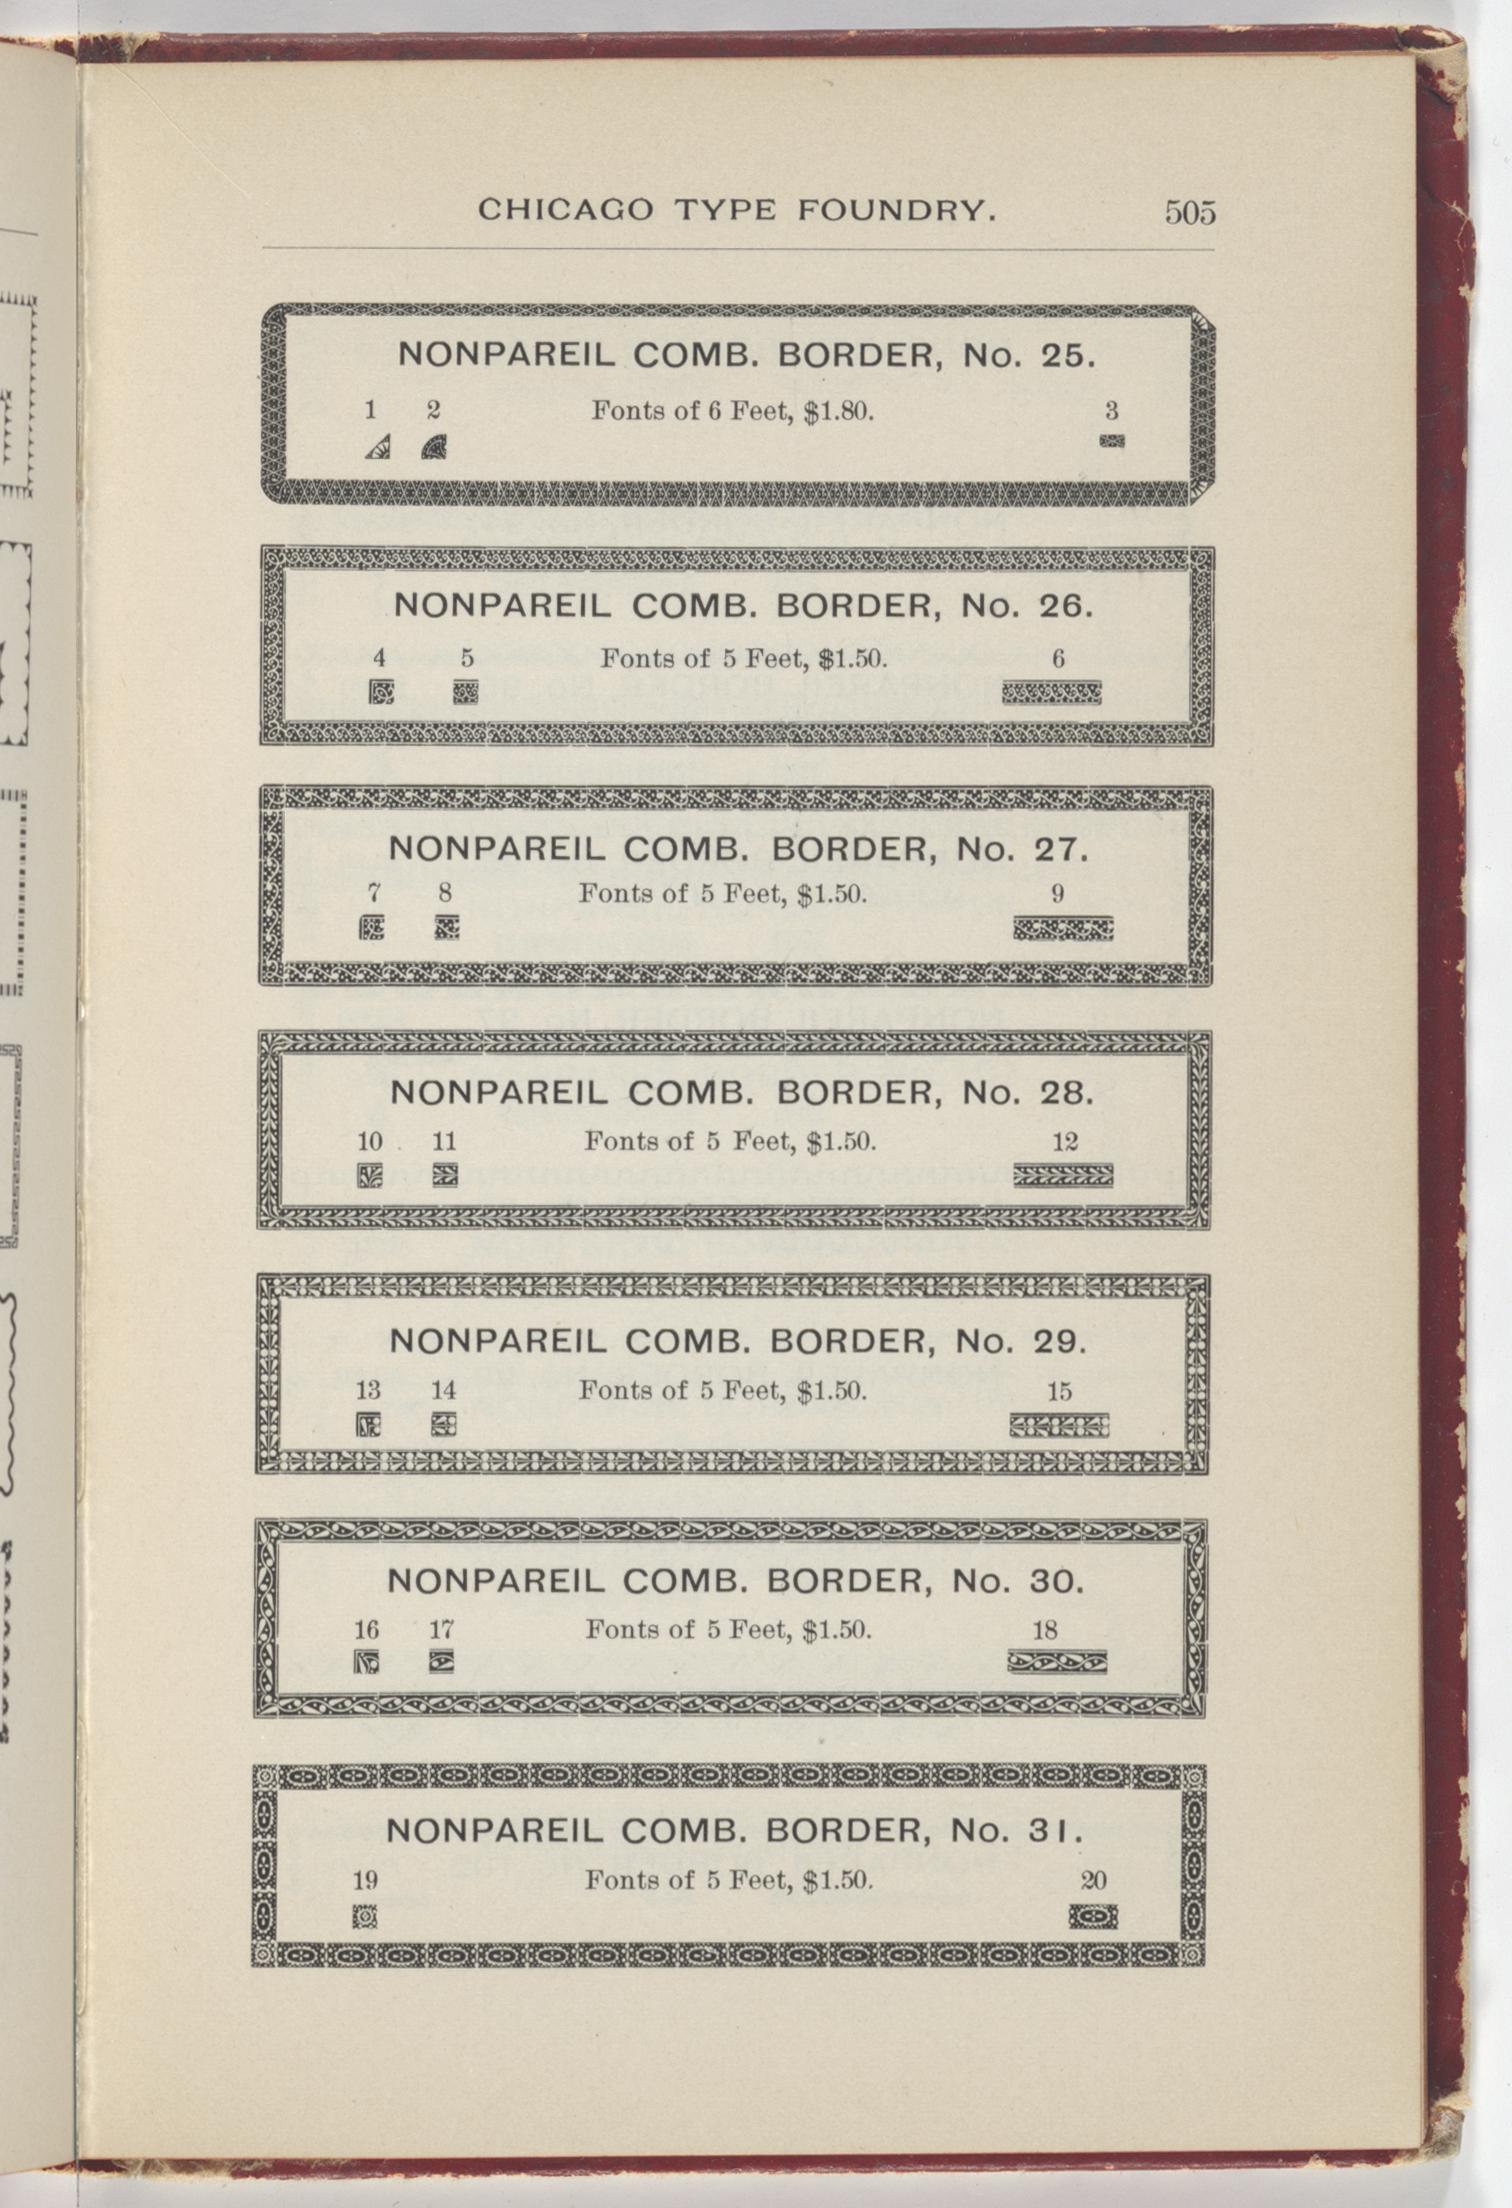 CHICAGO TYPE FOUNDRY. 505
NONPAREIL COMB. BORDER, No. 25.
1 2 Fonts of 6 Feet, $1.80. 3
NONPAREIL COMB. BORDER, No. 26.
4 5 Fonts of 5 Feet, $1.50. 6
NONPAREIL COMB. BORDER, No. 27.
7 8 Fonts of 5 Feet, $1.50. 9
NONPAREIL COMB. BORDER, No. 28.
10 11 Fonts of 5 Feet, $1.50. 12
NONPAREIL COMB. BORDER, No. 29.
13 14 Fonts of 5 Feet, $1.50. 15
NONPAREIL COMB. BORDER, No. 30.
16 17 Fonts of 5 Feet, $1.50. 18
NONPAREIL COMB. BORDER, No. 31.
19 Fonts of 5 Feet, $1.50. 20